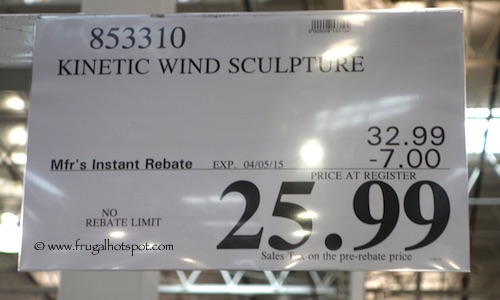 853310
KINETIC WIND SCULPTURE
32.99
Mfr's Instant Rebate EXP. 04/05/15 -7.00
PRICE AT REGISTER
NO
REBATE LIMIT
25.99
© www.frugalhotspot.com
Sales Tax on the pre-rebate price